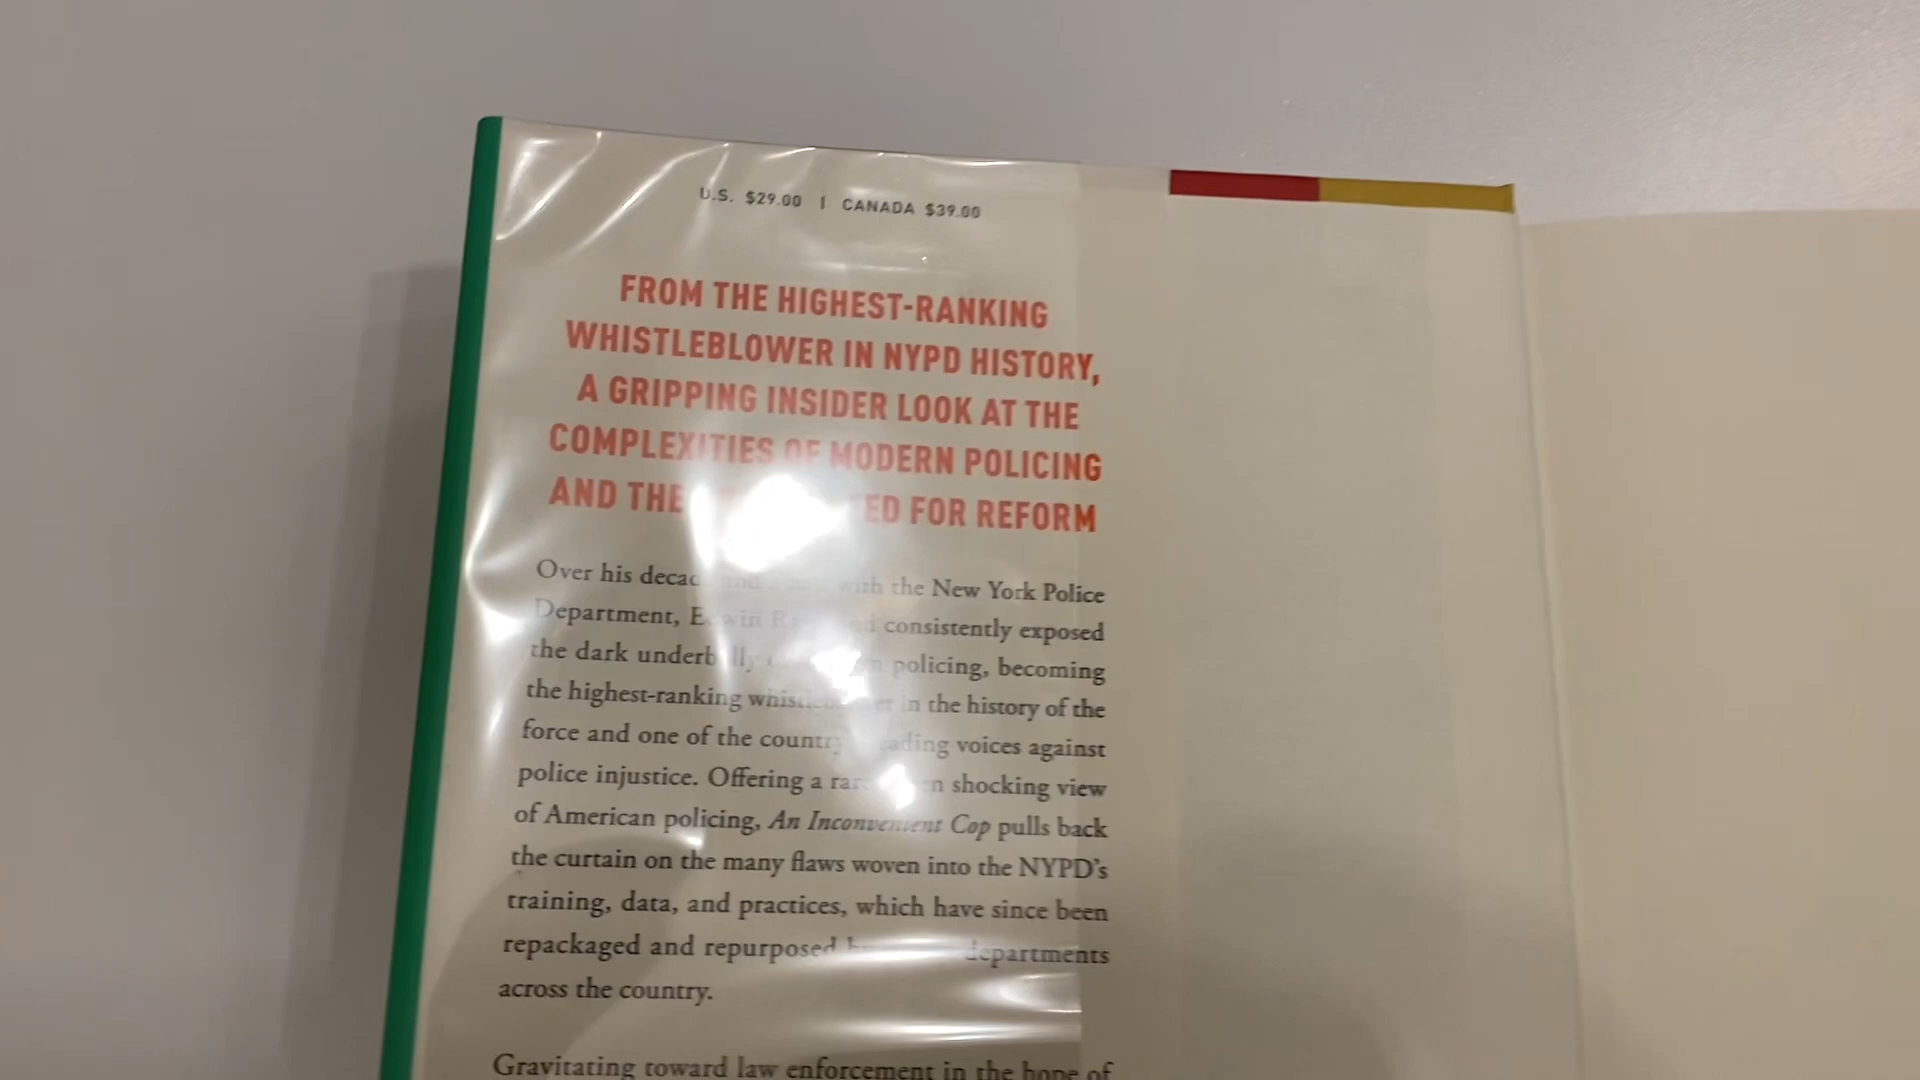 U.S. $29.00 | CANADA $39.00
FROM THE HIGHEST-RANKING
WHISTLEBLOWER IN NYPD HISTORY,
A GRIPPING INSIDER LOOK AT THE
COMPLEXITIES OF MODERN POLICING
AND THE FOR REFORM
Over his with the New York Police
Department, Edwin consistently exposed
the dark policing, becoming
the highest-ranking in the history of the
force and one of the voices against
police injustice. Offering a shocking view
of American policing, An Inconvenient Cop pulls back
the curtain on the many flaws woven into the NYPD's
training, data, and practices, which have since been
repackaged and repurposed departments
across the country.
Gravitating toward law enforcement in the hope of